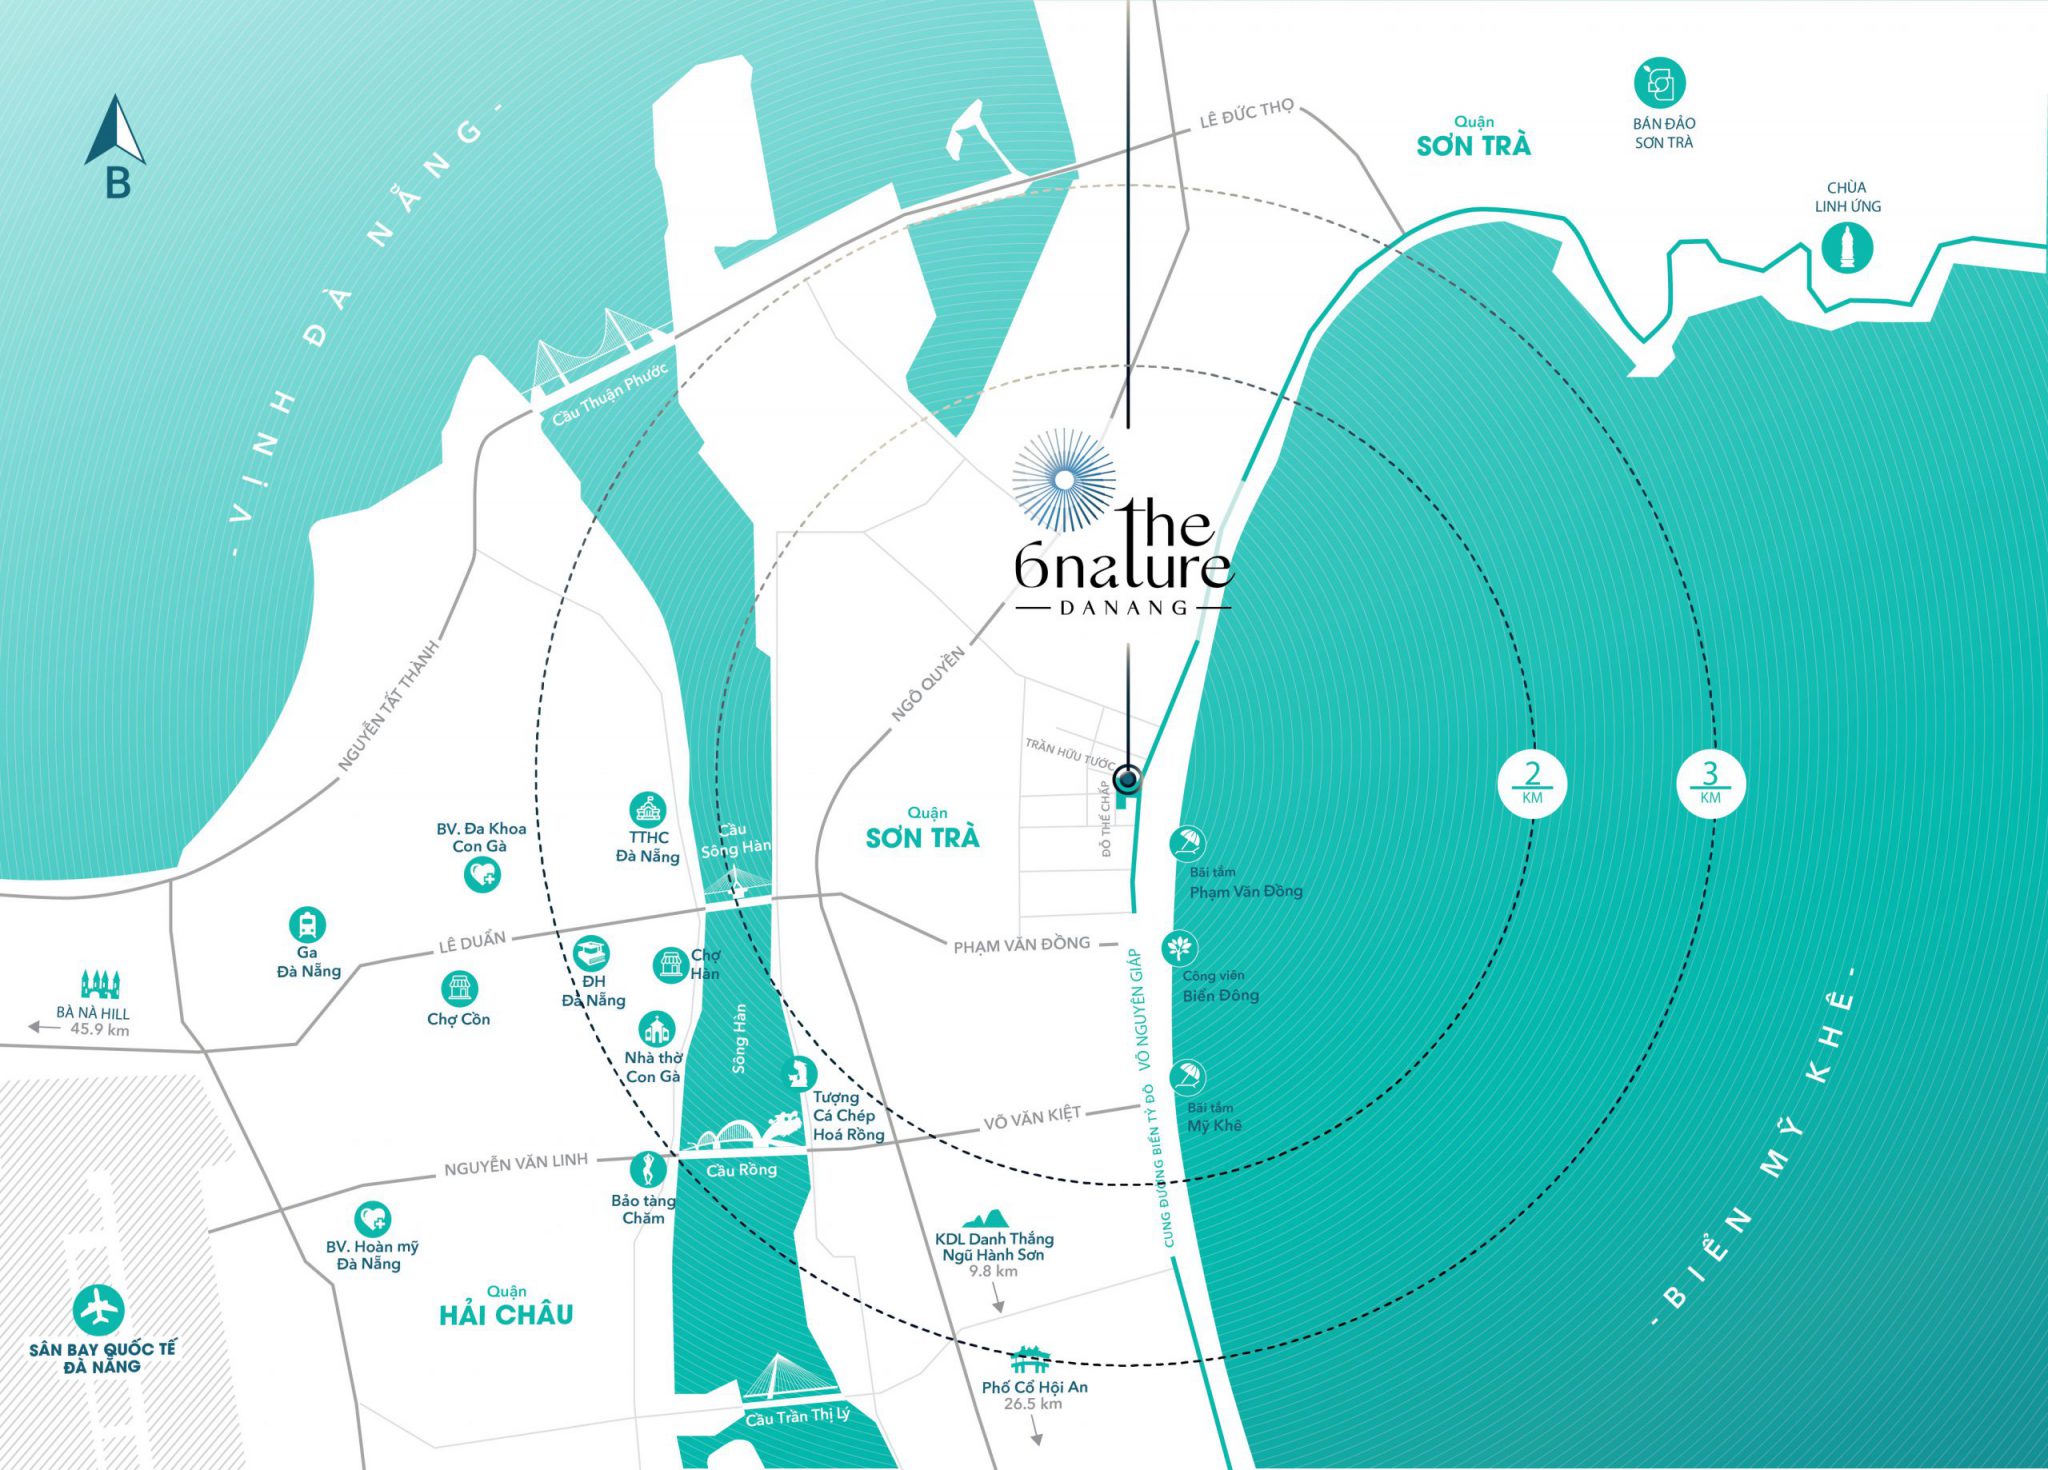 B
- VỊNH ĐÀ NẴNG -
LÊ ĐỨC THỌ
Quận
SƠN TRÀ
BÁN ĐẢO
SƠN TRÀ
CHÙA
LINH ỨNG
Cầu Thuận Phước
the
6nature
DANANG
NGUYỄN TẤT THÀNH
NGÔ QUYỀN
TRẦN HỮU TƯỚC
ĐỖ THẾ CHẤP
2
KM
3
KM
BV. Đa Khoa
Con Gà
TTHC
Đà Nẵng
Cầu
Sông Hàn
Quận
SƠN TRÀ
Bãi tắm
Phạm Văn Đồng
Ga
Đà Nẵng
LÊ DUẨN
PHẠM VĂN ĐỒNG
Chợ
Hàn
ĐH
Đà Nẵng
Chợ Cồn
BÀ NÀ HILL
45.9 km
Công viên
Biển Đông
VÕ NGUYÊN GIÁP
CUNG ĐƯỜNG BIỂN TỶ ĐÔ
Sông Hàn
Nhà thờ
Con Gà
Tượng
Cá Chép
Hoá Rồng
VÕ VĂN KIỆT
Bãi tắm
Mỹ Khê
- BIỂN MỸ KHÊ -
NGUYỄN VĂN LINH
Cầu Rồng
Bảo tàng
Chăm
BV. Hoàn mỹ
Đà Nẵng
KDL Danh Thắng
Ngũ Hành Sơn
9.8 km
Quận
HẢI CHÂU
SÂN BAY QUỐC TẾ
ĐÀ NẴNG
Phố Cổ Hội An
26.5 km
Cầu Trần Thị Lý